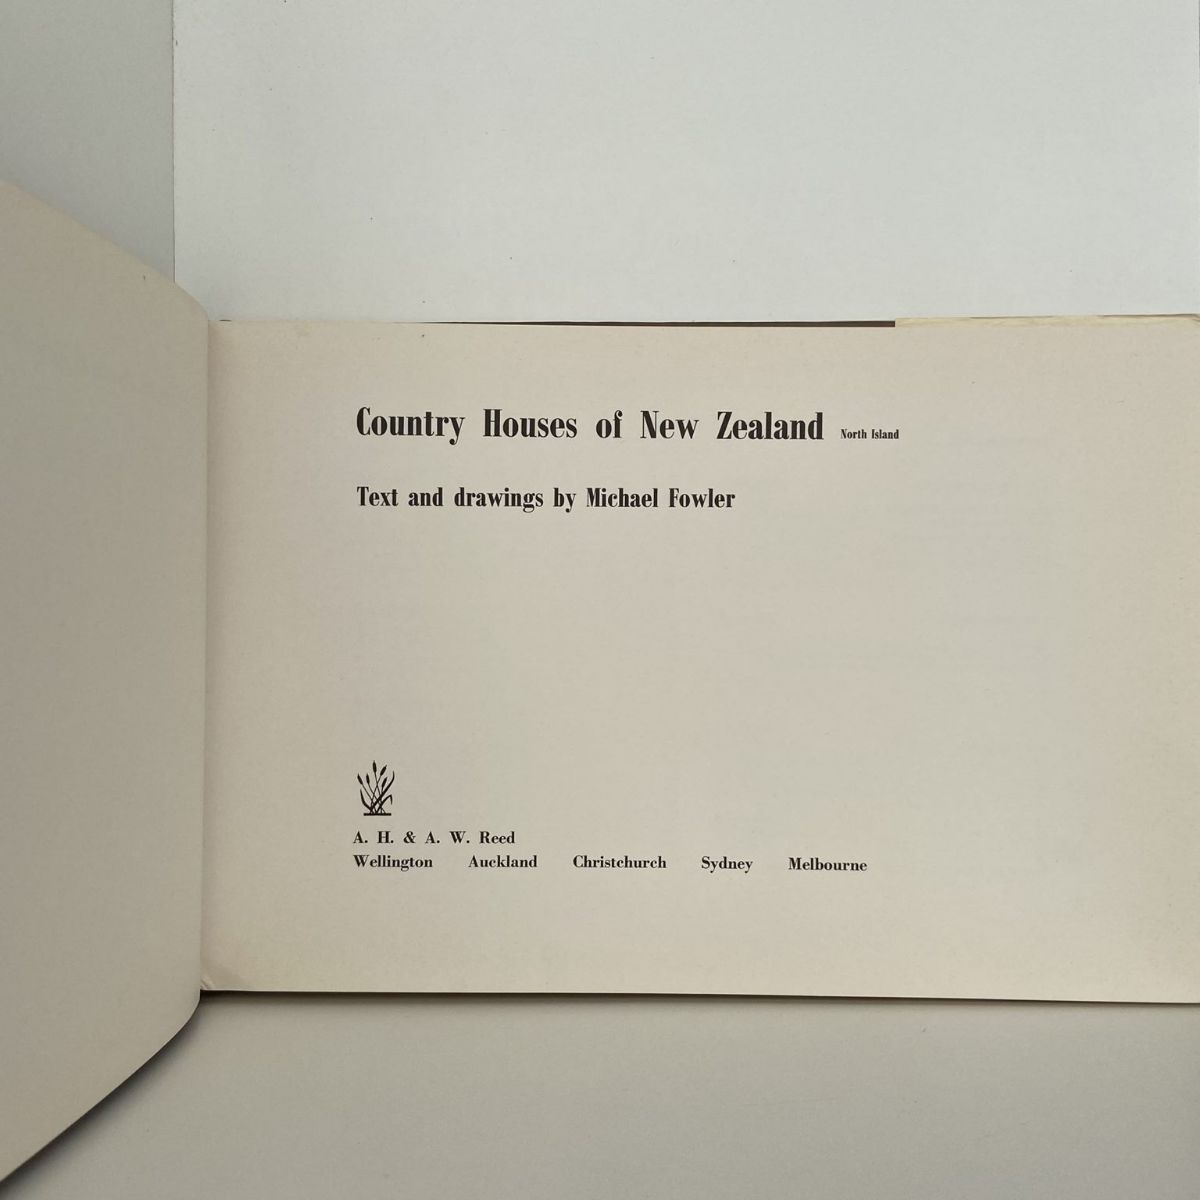 Country Houses of New Zealand North Island
Text and drawings by Michael Fowler
A. H. & A. W. Reed
Wellington Auckland Christchurch Sydney Melbourne